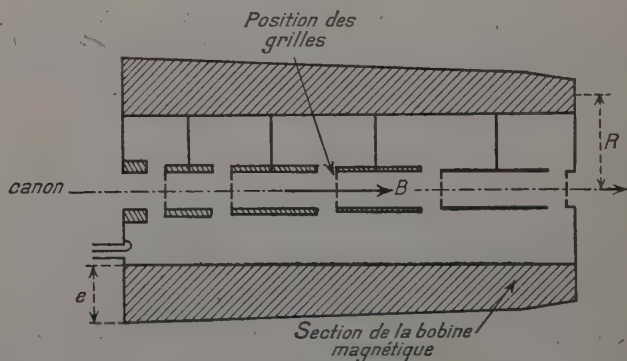 Position des
grilles
R
canon
B
e
Section de la bobine
magnétique